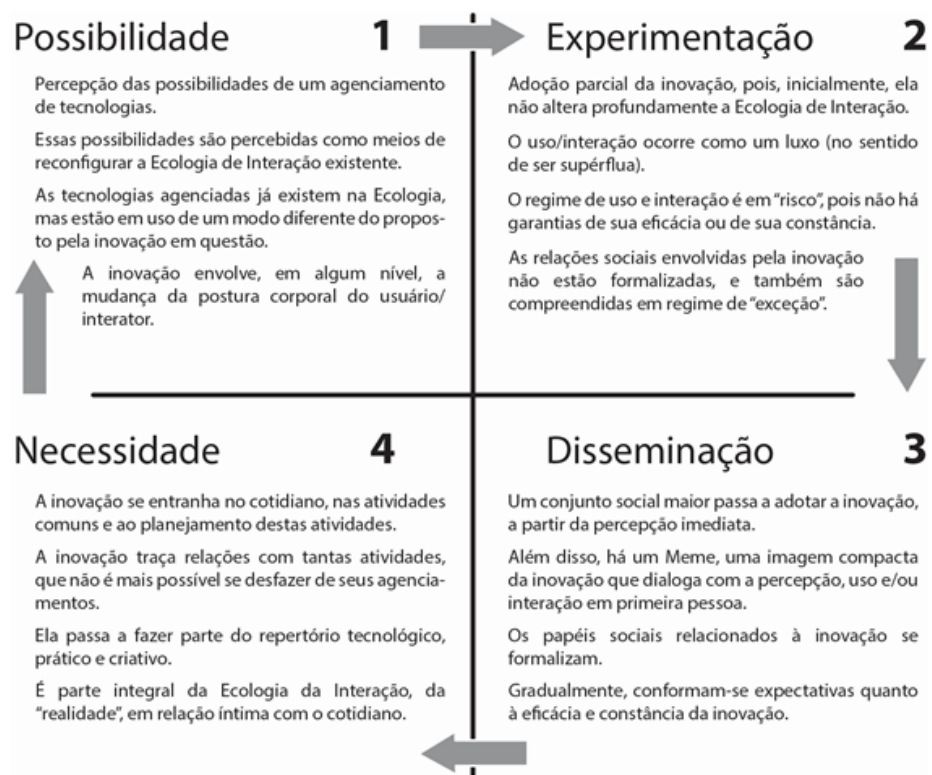 Possibilidade 1
Percepção das possibilidades de um agenciamento
de tecnologias.
Essas possibilidades são percebidas como meios de
reconfigurar a Ecologia de Interação existente.
As tecnologias agenciadas já existem na Ecologia,
mas estão em uso de um modo diferente do propos-
to pela inovação em questão.
A inovação envolve, em algum nível, a
mudança da postura corporal do usuário/
interator.
Experimentação 2
Adoção parcial da inovação, pois, inicialmente, ela
não altera profundamente a Ecologia de Interação.
O uso/interação ocorre como um luxo (no sentido
de ser supérflua).
O regime de uso e interação é em “risco”, pois não há
garantias de sua eficácia ou de sua constância.
As relações sociais envolvidas pela inovação
não estão formalizadas, e também são
compreendidas em regime de “exceção”.
Disseminação 3
Um conjunto social maior passa a adotar a inovação,
a partir da percepção imediata.
Além disso, há um Meme, uma imagem compacta
da inovação que dialoga com a percepção, uso e/ou
interação em primeira pessoa.
Os papéis sociais relacionados à inovação se
formalizam.
Gradualmente, conformam-se expectativas quanto
à eficácia e constância da inovação.
Necessidade 4
A inovação se entranha no cotidiano, nas atividades
comuns e ao planejamento destas atividades.
A inovação traça relações com tantas atividades,
que não é mais possível se desfazer de seus agencia-
mentos.
Ela passa a fazer parte do repertório tecnológico,
prático e criativo.
É parte integral da Ecologia da Interação, da
“realidade”, em relação íntima com o cotidiano.